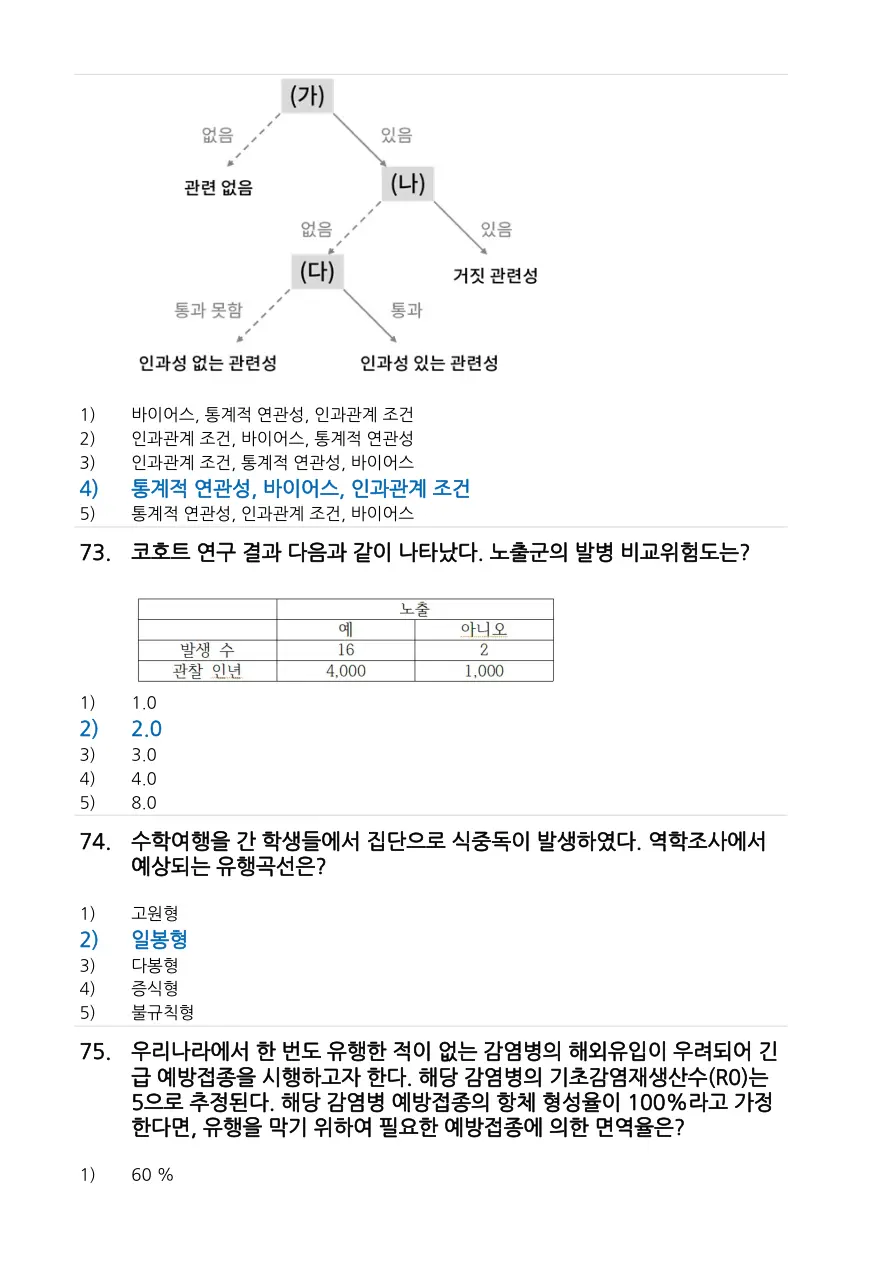 (가)
없음
있음
관련 없음
(나)
없음
있음
(다)
거짓 관련성
통과 못함
통과
인과성 없는 관련성
인과성 있는 관련성
1) 바이어스, 통계적 연관성, 인과관계 조건
2) 인과관계 조건, 바이어스, 통계적 연관성
3) 인과관계 조건, 통계적 연관성, 바이어스
4) 통계적 연관성, 바이어스, 인과관계 조건
5) 통계적 연관성, 인과관계 조건, 바이어스
73. 코호트 연구 결과 다음과 같이 나타났다. 노출군의 발병 비교위험도는?
노출
예 아니오
발생 수 16 2
관찰 인년 4,000 1,000
1) 1.0
2) 2.0
3) 3.0
4) 4.0
5) 8.0
74. 수학여행을 간 학생들에서 집단으로 식중독이 발생하였다. 역학조사에서
예상되는 유행곡선은?
1) 고원형
2) 일봉형
3) 다봉형
4) 증식형
5) 불규칙형
75. 우리나라에서 한 번도 유행한 적이 없는 감염병의 해외유입이 우려되어 긴
급 예방접종을 시행하고자 한다. 해당 감염병의 기초감염재생산수(R0)는
5으로 추정된다. 해당 감염병 예방접종의 항체 형성율이 100%라고 가정
한다면, 유행을 막기 위하여 필요한 예방접종에 의한 면역율은?
1) 60 %